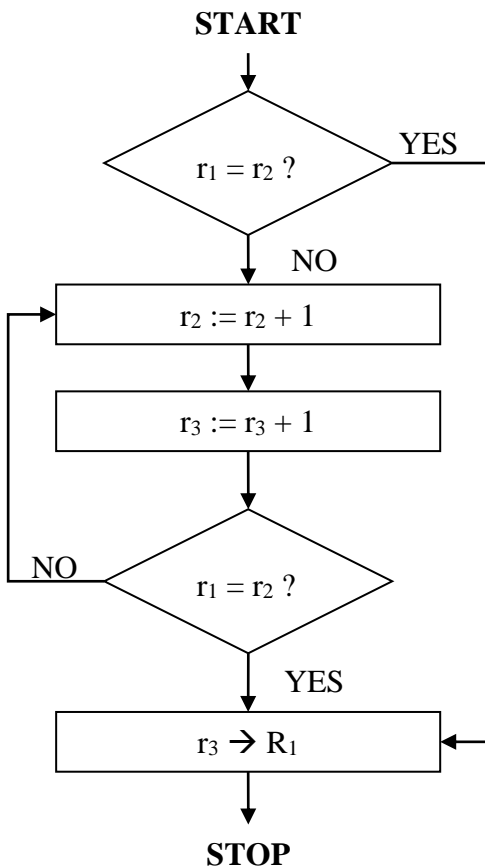 START
r₁ = r₂ ?
YES
NO
r₂ := r₂ + 1
r₃ := r₃ + 1
NO
r₁ = r₂ ?
YES
r₃ → R₁
STOP